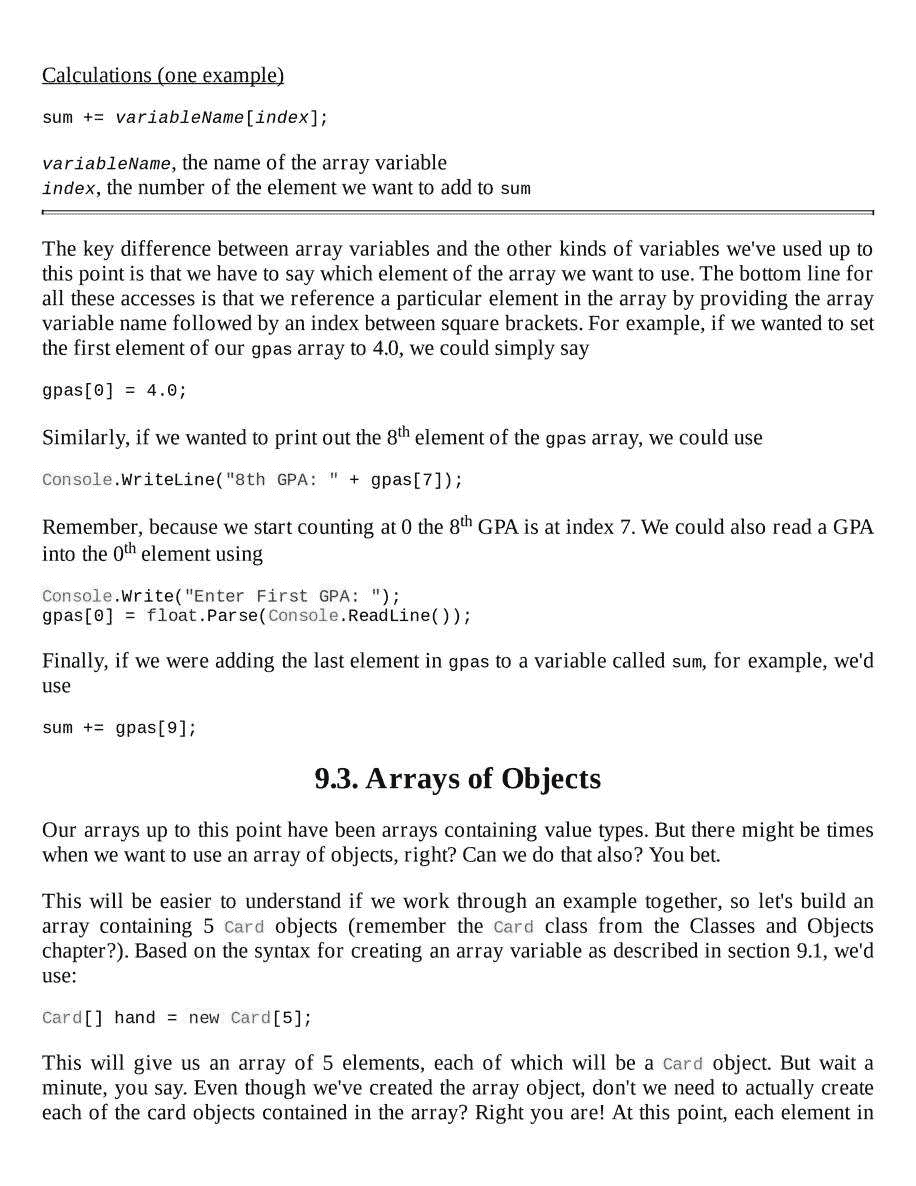 Calculations (one example)
sum += variableName[index];
variableName, the name of the array variable
index, the number of the element we want to add to sum
The key difference between array variables and the other kinds of variables we've used up to
this point is that we have to say which element of the array we want to use. The bottom line for
all these accesses is that we reference a particular element in the array by providing the array
variable name followed by an index between square brackets. For example, if we wanted to set
the first element of our gpas array to 4.0, we could simply say
gpas[0] = 4.0;
Similarly, if we wanted to print out the 8th element of the gpas array, we could use
Console.WriteLine("8th GPA: " + gpas[7]);
Remember, because we start counting at 0 the 8th GPA is at index 7. We could also read a GPA
into the 0th element using
Console.Write("Enter First GPA: ");
gpas[0] = float.Parse(Console.ReadLine());
Finally, if we were adding the last element in gpas to a variable called sum, for example, we'd
use
sum += gpas[9];
9.3. Arrays of Objects
Our arrays up to this point have been arrays containing value types. But there might be times
when we want to use an array of objects, right? Can we do that also? You bet.
This will be easier to understand if we work through an example together, so let's build an
array containing 5 Card objects (remember the Card class from the Classes and Objects
chapter?). Based on the syntax for creating an array variable as described in section 9.1, we'd
use:
Card[] hand = new Card[5];
This will give us an array of 5 elements, each of which will be a Card object. But wait a
minute, you say. Even though we've created the array object, don't we need to actually create
each of the card objects contained in the array? Right you are! At this point, each element in